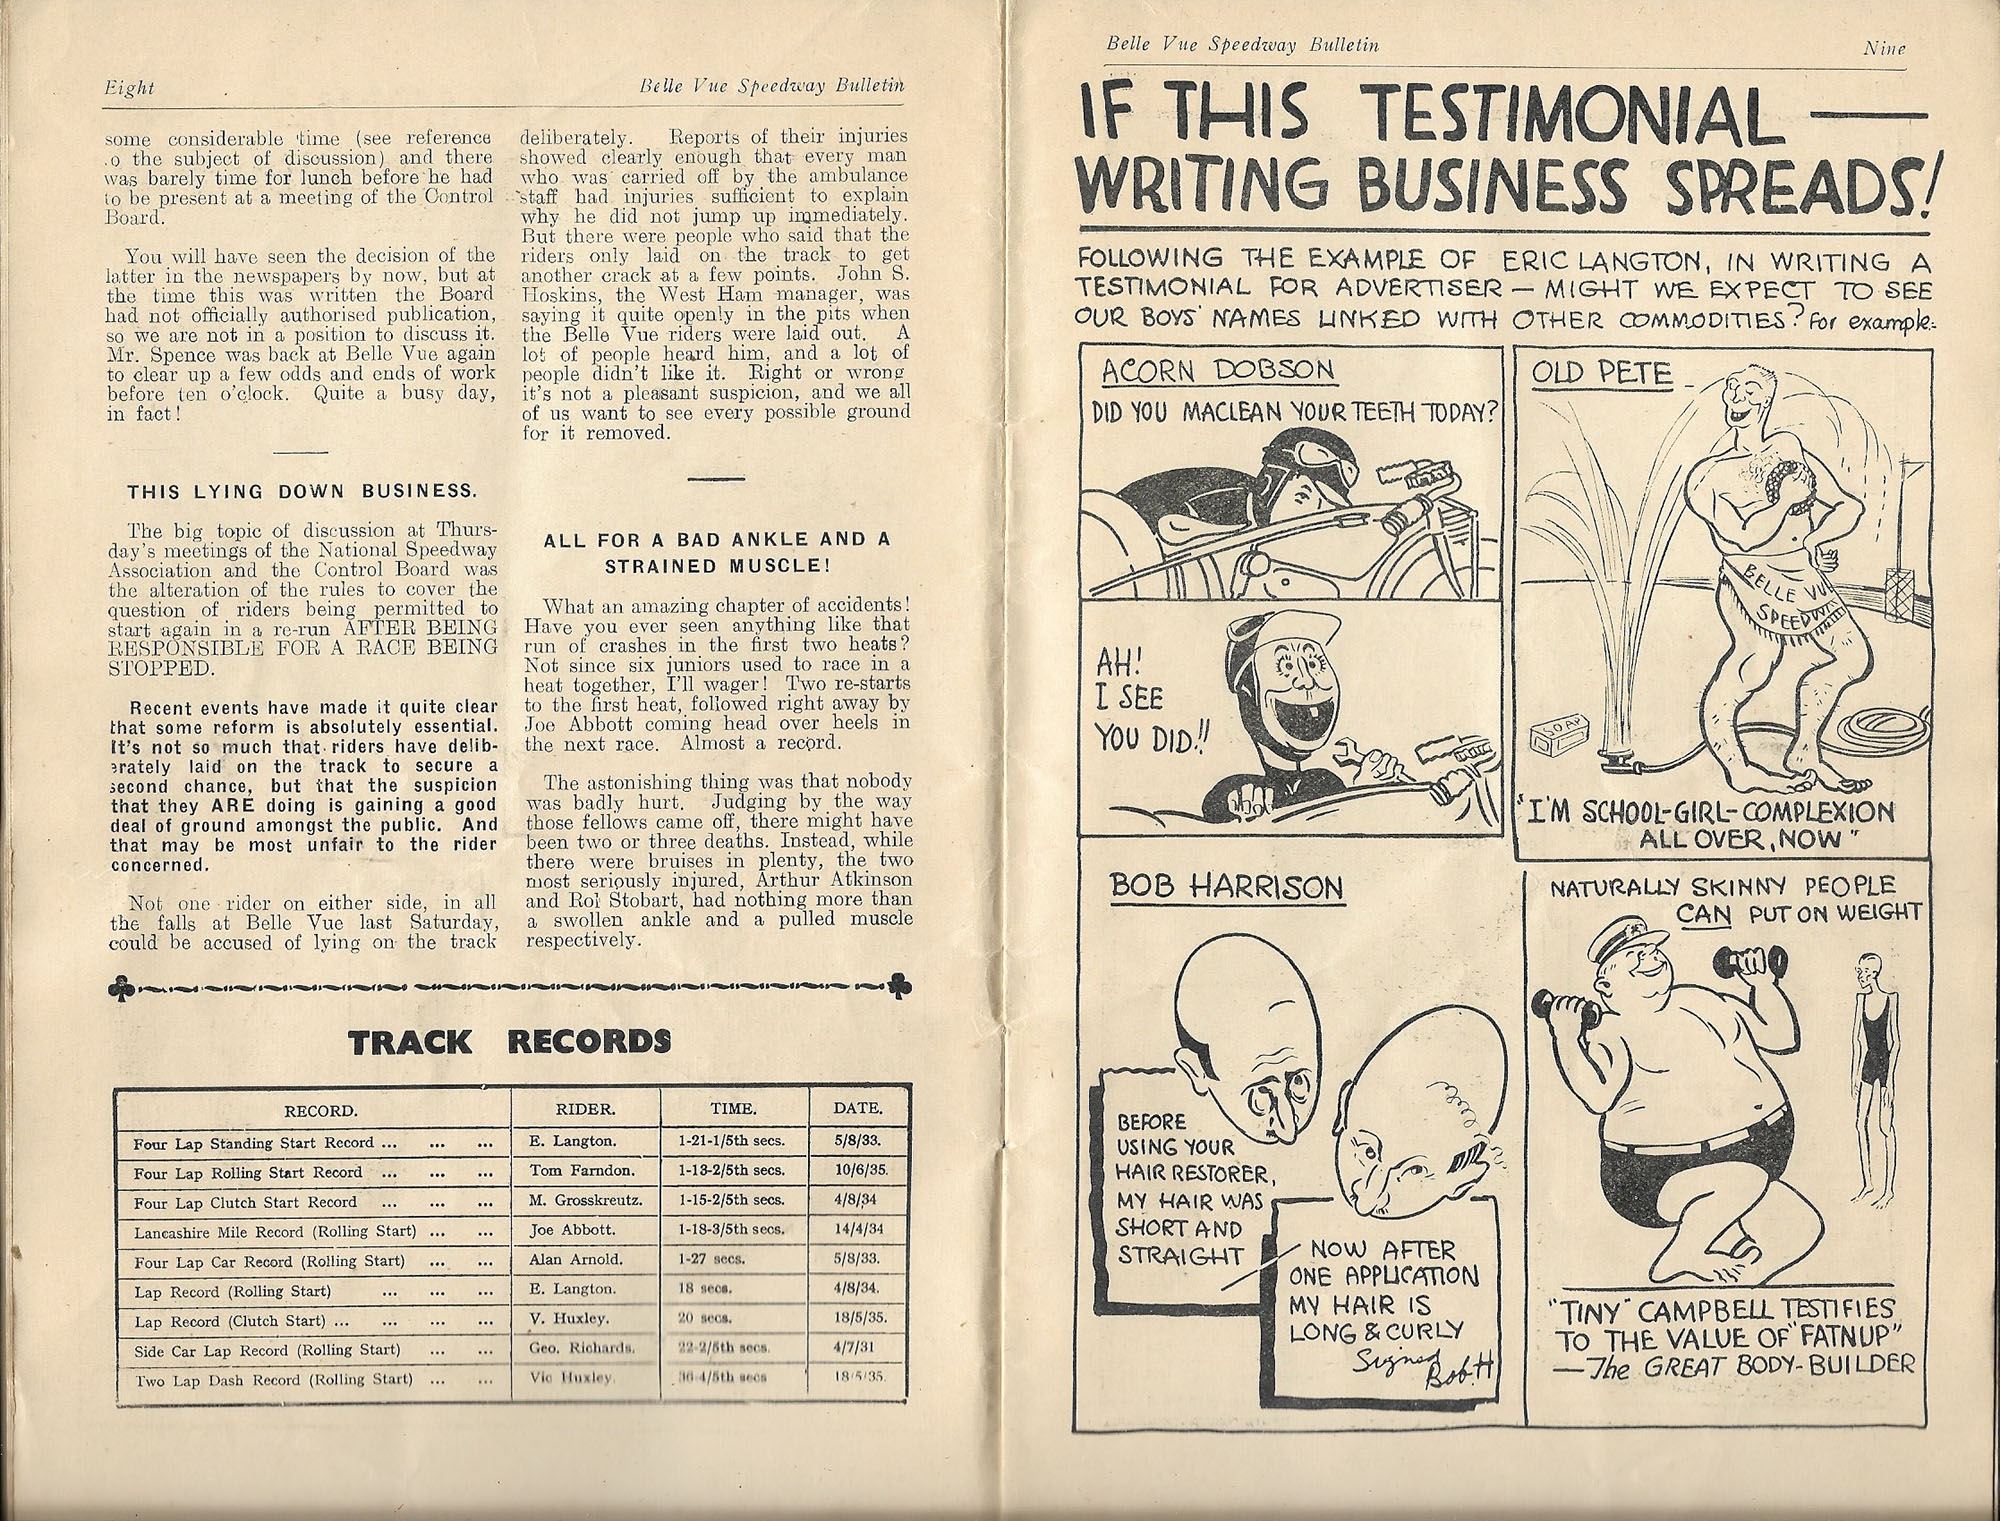 Eight
Belle Vue Speedway Bulletin
some considerable time (see reference
.o the subject of discussion) and there
was barely time for lunch before he had
to be present at a meeting of the Control
Board.
You will have seen the decision of the
latter in the newspapers by now, but at
the time this was written the Board
had not officially authorised publication,
so we are not in a position to discuss it.
Mr. Spence was back at Belle Vue again
to clear up a few odds and ends of work
before ten o'clock. Quite a busy day,
in fact!
THIS LYING DOWN BUSINESS.
The big topic of discussion at Thurs-
day's meetings of the National Speedway
Association and the Control Board was
the alteration of the rules to cover the
question of riders being permitted to
start again in a re-run AFTER BEING
RESPONSIBLE FOR A RACE BEING
STOPPED.
Recent events have made it quite clear
that some reform is absolutely essential.
It's not so much that riders have delib-
erately laid on the track to secure a
second chance, but that the suspicion
that they ARE doing is gaining a good
deal of ground amongst the public. And
that may be most unfair to the rider
concerned.
Not one rider on either side, in all
the falls at Belle Vue last Saturday,
could be accused of lying on the track
deliberately. Reports of their injuries
showed clearly enough that every man
who was carried off by the ambulance
staff had injuries sufficient to explain
why he did not jump up immediately.
But there were people who said that the
riders only laid on the track to get
another crack at a few points. John S.
Hoskins, the West Ham manager, was
saying it quite openly in the pits when
the Belle Vue riders were laid out. A
lot of people heard him, and a lot of
people didn't like it. Right or wrong
it's not a pleasant suspicion, and we all
of us want to see every possible ground
for it removed.
ALL FOR A BAD ANKLE AND A
STRAINED MUSCLE!
What an amazing chapter of accidents!
Have you ever seen anything like that
run of crashes in the first two heats?
Not since six juniors used to race in a
heat together, I'll wager! Two re-starts
to the first heat, followed right away by
Joe Abbott coming head over heels in
the next race. Almost a record.
The astonishing thing was that nobody
was badly hurt. Judging by the way
those fellows came off, there might have
been two or three deaths. Instead, while
there were bruises in plenty, the two
most seriously injured, Arthur Atkinson
and Rol Stobart, had nothing more than
a swollen ankle and a pulled muscle
respectively.
TRACK RECORDS
RECORD. RIDER. TIME. DATE.
Four Lap Standing Start Record ... ... ... E. Langton. 1-21-1/5th secs. 5/8/33.
Four Lap Rolling Start Record ... ... ... Tom Farndon. 1-13-2/5th secs. 10/6/35.
Four Lap Clutch Start Record ... ... ... M. Grosskreutz. 1-15-2/5th secs. 4/8/34
Lancashire Mile Record (Rolling Start) ... ... Joe Abbott. 1-18-3/5th secs. 14/4/34
Four Lap Car Record (Rolling Start) ... ... Alan Arnold. 1-27 secs. 5/8/33.
Lap Record (Rolling Start) ... ... ... E. Langton. 18 secs. 4/8/34.
Lap Record (Clutch Start) ... ... ... ... V. Huxley. 20 secs. 18/5/35.
Side Car Lap Record (Rolling Start) ... ... Geo. Richards. 22-2/5th secs. 4/7/31
Two Lap Dash Record (Rolling Start) ... ... Vic Huxley. 36-4/5th secs 18/5/35.
Belle Vue Speedway Bulletin
Nine
IF THIS TESTIMONIAL —
WRITING BUSINESS SPREADS!
FOLLOWING THE EXAMPLE OF ERIC LANGTON, IN WRITING A
TESTIMONIAL FOR ADVERTISER — MIGHT WE EXPECT TO SEE
OUR BOYS' NAMES LINKED WITH OTHER COMMODITIES? For example:
ACORN DOBSON
DID YOU MACLEAN YOUR TEETH TODAY?
AH!
I SEE
YOU DID!!
OLD PETE
BELLE VU
SPEEDW
SOAP
"I'M SCHOOL-GIRL-COMPLEXION
ALL OVER, NOW"
BOB HARRISON
BEFORE
USING YOUR
HAIR RESTORER,
MY HAIR WAS
SHORT AND
STRAIGHT
NOW AFTER
ONE APPLICATION
MY HAIR IS
LONG & CURLY
Signed
Bob. H
NATURALLY SKINNY PEOPLE
CAN PUT ON WEIGHT
"TINY" CAMPBELL TESTIFIES
TO THE VALUE OF "FATNUP"
—The GREAT BODY-BUILDER